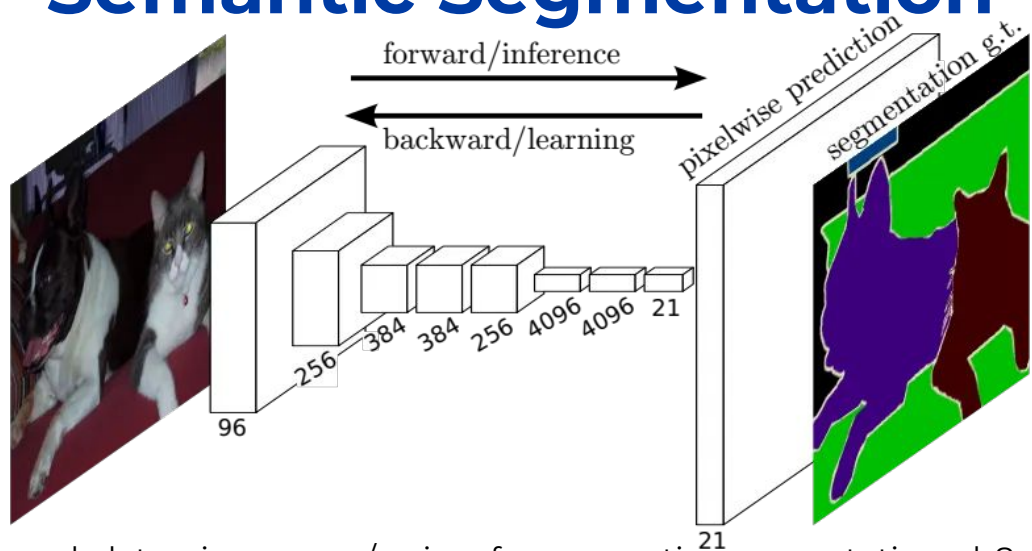 Semantic Segmentation
forward/inference
backward/learning
pixelwise prediction
segmentation g.t.
96
256
384
384
256
4096
4096
21
21